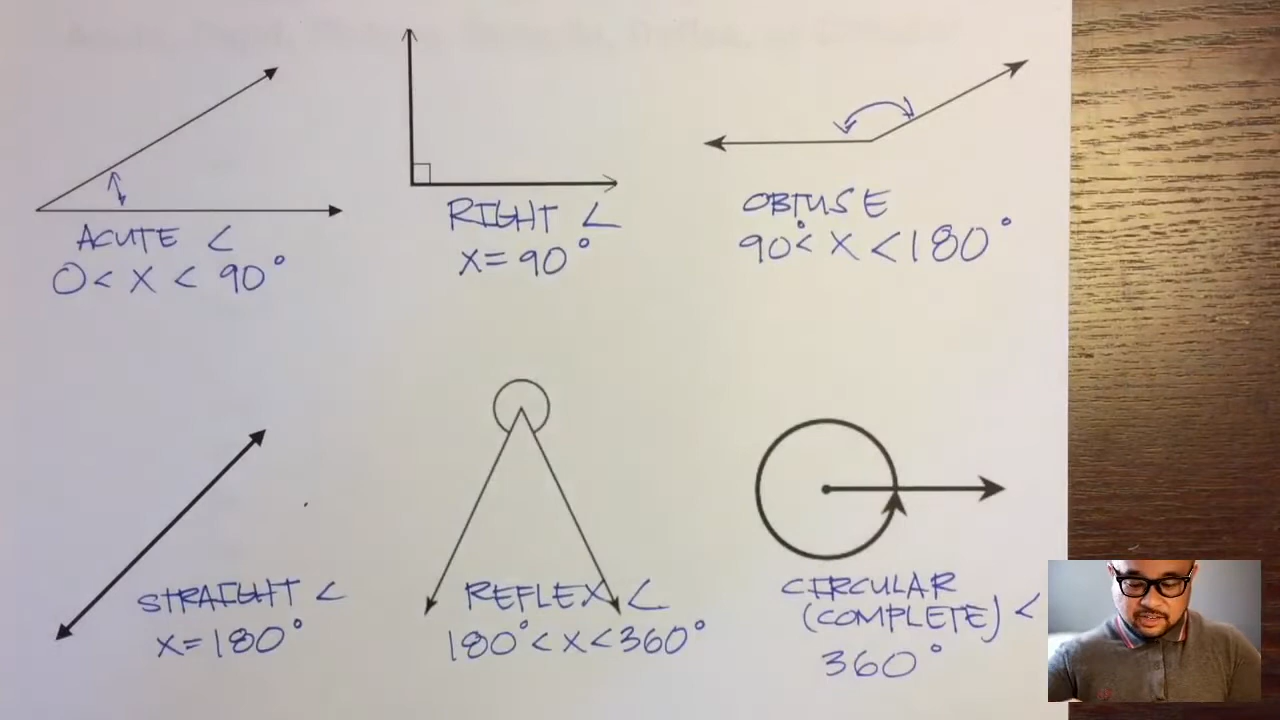 ACUTE <
0 < X < 90°
RIGHT <
X = 90°
OBTUSE
90° < X < 180°
STRAIGHT <
X = 180°
REFLEX <
180° < X < 360°
CIRCULAR
(COMPLETE) <
360°